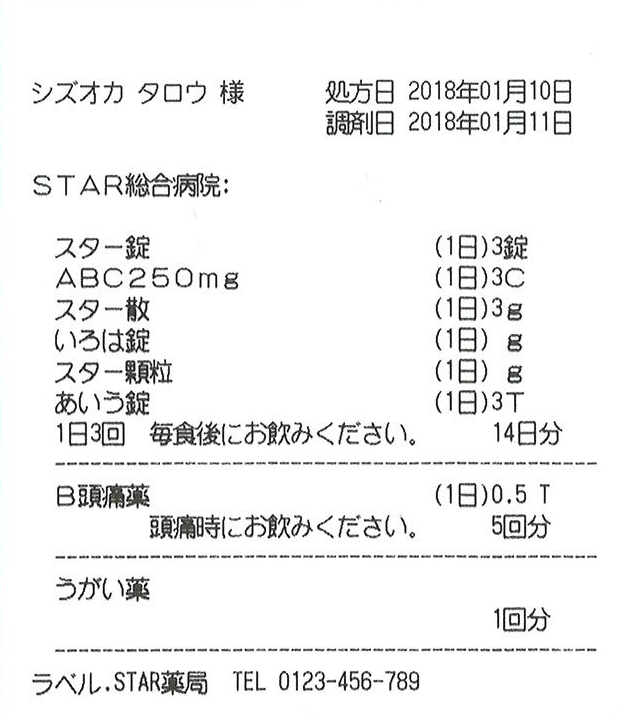 シズオカ タロウ 様　処方日 2018年01月10日
調剤日 2018年01月11日
ＳＴＡＲ総合病院:
スター錠　(1日)3錠
ＡＢＣ２５０ｍｇ　(1日)3C
スター散　(1日)3ｇ
いろは錠　(1日) ｇ
スター顆粒　(1日) ｇ
あいう錠　(1日)3T
1日3回　毎食後にお飲みください。　14日分
Ｂ頭痛薬　(1日)0.5 T
頭痛時にお飲みください。　5回分
うがい薬
1回分
ラベル.STAR薬局　TEL 0123-456-789